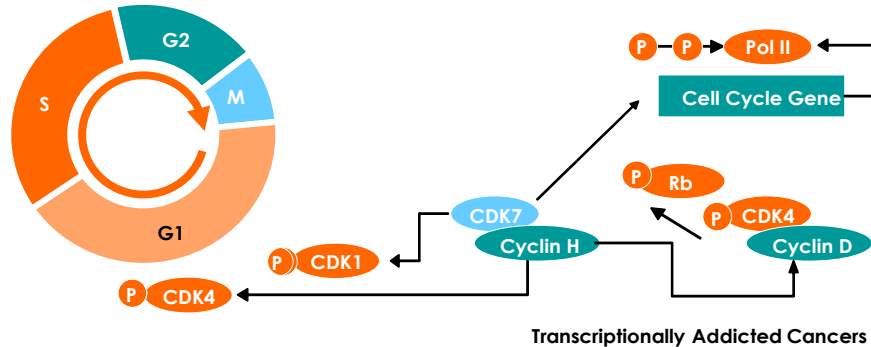 G2
S
M
G1
P P Pol II
Cell Cycle Gene
P Rb
CDK7
P CDK4
Cyclin H
Cyclin D
P CDK1
P CDK4
Transcriptionally Addicted Cancers